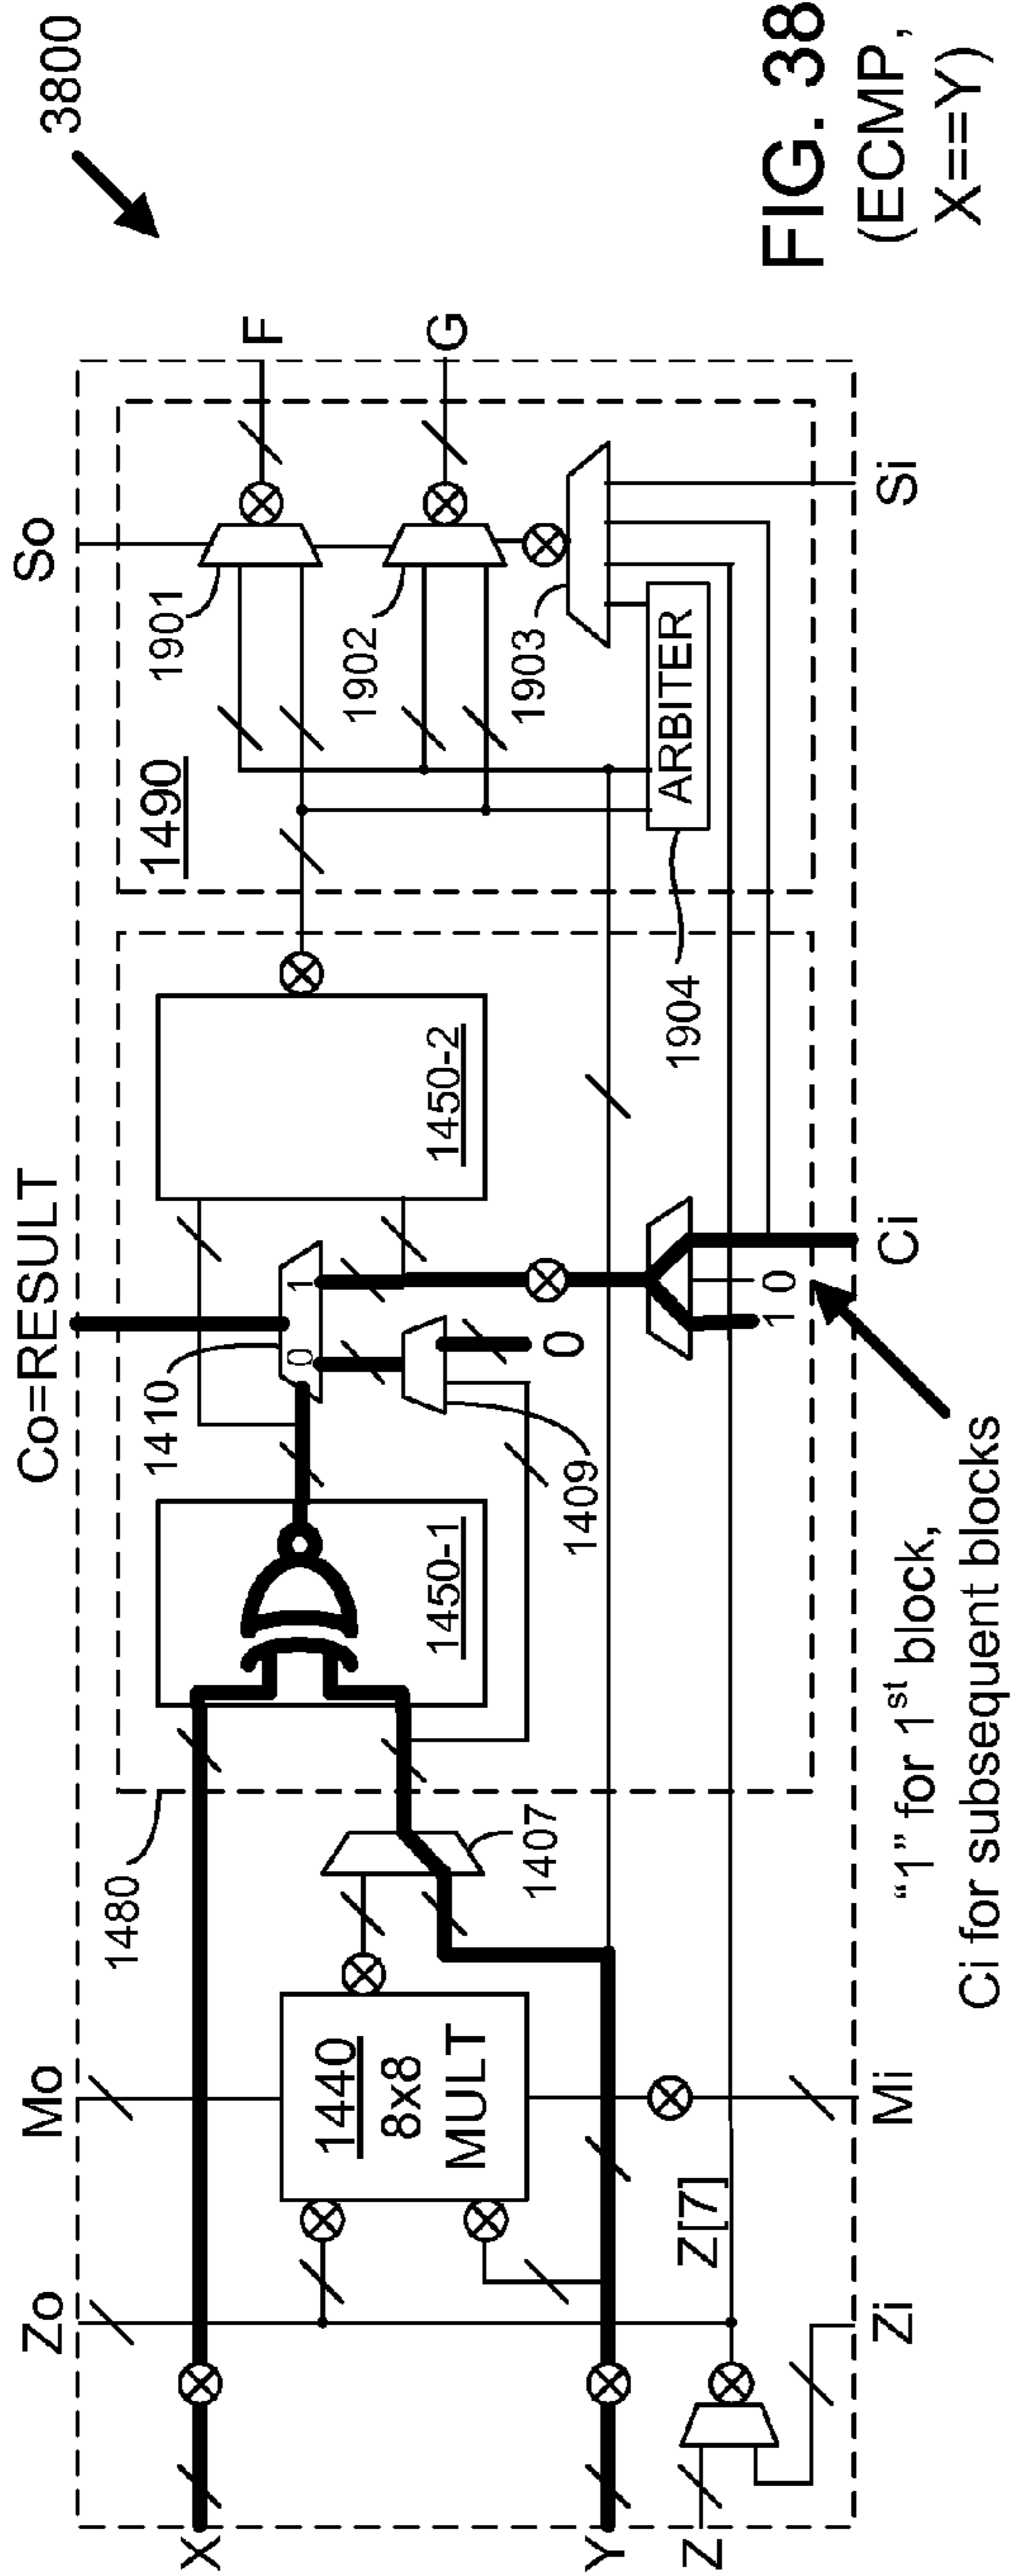 3800
Co=RESULT
So
Mo
Zo
1480
1410
0
1
1490
1901
1902
1903
1904
ARBITER
F
G
X
Y
Z
1440
8x8
MULT
1407
1450-1
1409
0
1450-2
Z[7]
1
0
Zi
Mi
Ci
Si
“1” for 1st block,
Ci for subsequent blocks
FIG. 38
(ECMP,
X==Y)